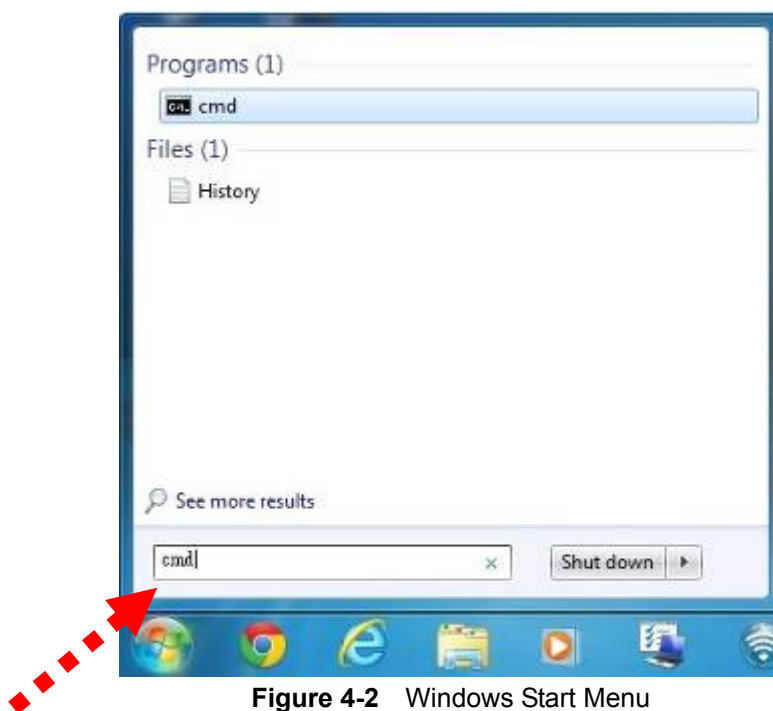 Programs (1)
cmd
Files (1)
History
See more results
cmd
Shut down
Figure 4-2 Windows Start Menu